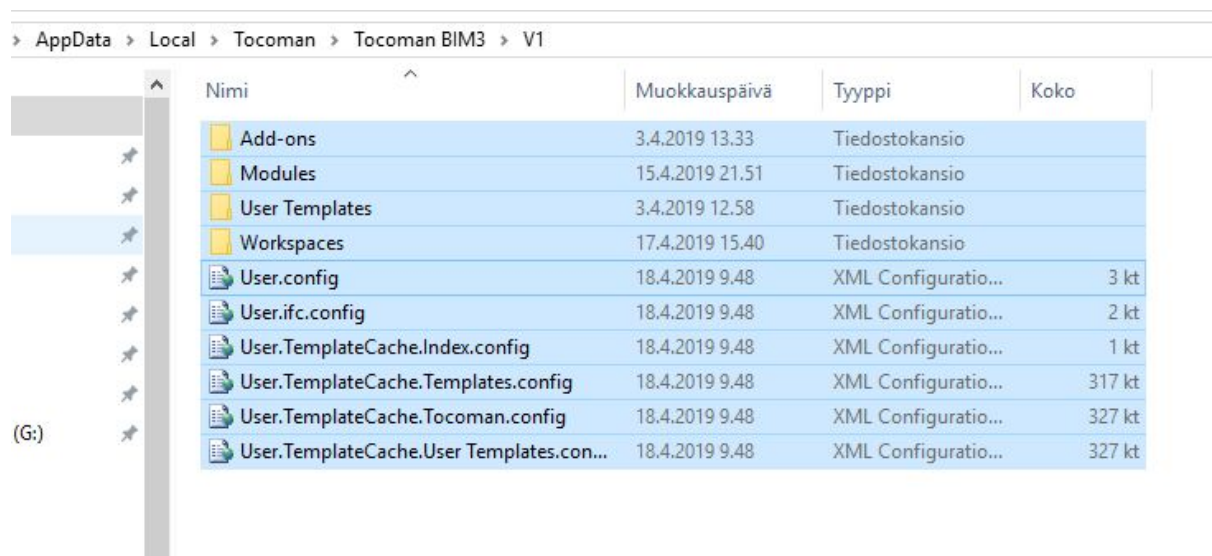 > AppData > Local > Tocoman > Tocoman BIM3 > V1
Nimi Muokkauspäivä Tyyppi Koko
Add-ons 3.4.2019 13.33 Tiedostokansio
Modules 15.4.2019 21.51 Tiedostokansio
User Templates 3.4.2019 12.58 Tiedostokansio
Workspaces 17.4.2019 15.40 Tiedostokansio
User.config 18.4.2019 9.48 XML Configuratio... 3 kt
User.ifc.config 18.4.2019 9.48 XML Configuratio... 2 kt
User.TemplateCache.Index.config 18.4.2019 9.48 XML Configuratio... 1 kt
User.TemplateCache.Templates.config 18.4.2019 9.48 XML Configuratio... 317 kt
User.TemplateCache.Tocoman.config 18.4.2019 9.48 XML Configuratio... 327 kt
(G:)
User.TemplateCache.User Templates.con... 18.4.2019 9.48 XML Configuratio... 327 kt